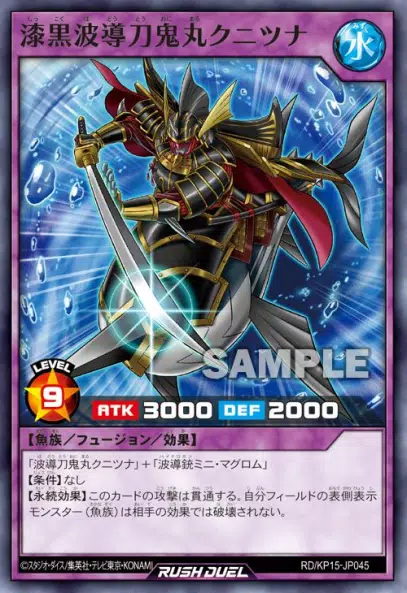 漆黒波導刀鬼丸クニツナ
水
SAMPLE
LEVEL
9
ATK 3000 DEF 2000
【魚族/フュージョン/効果】
「波導刀鬼丸クニツナ」+「波導銃ミニ・マグロム」
【条件】なし
【永続効果】このカードの攻撃は貫通する。自分フィールドの表側表示
モンスター(魚族)は相手の効果では破壊されない。
©スタジオ・ダイス/集英社・テレビ東京・KONAMI
RD/KP15-JP045
RUSH DUEL